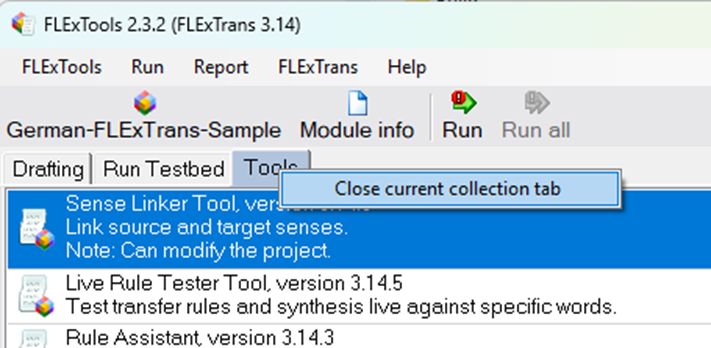 FLExTools 2.3.2 (FLExTrans 3.14)
FLExTools Run Report FLExTrans Help
German-FLExTrans-Sample Module info Run Run all
Drafting Run Testbed Tools
Close current collection tab
Sense Linker Tool,
Link source and target senses.
Note: Can modify the project.
Live Rule Tester Tool, version 3.14.5
Test transfer rules and synthesis live against specific words.
Rule Assistant, version 3.14.3